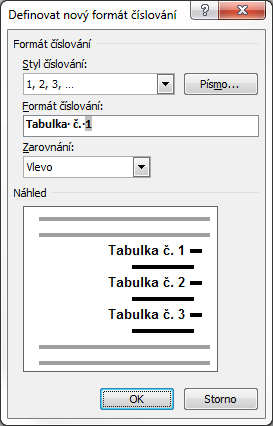 Definovat nový formát číslování
Formát číslování
Styl číslování:
1, 2, 3, ...
Písmo...
Formát číslování:
Tabulka· č.·1
Zarovnání:
Vlevo
Náhled
Tabulka č. 1
Tabulka č. 2
Tabulka č. 3
OK
Storno